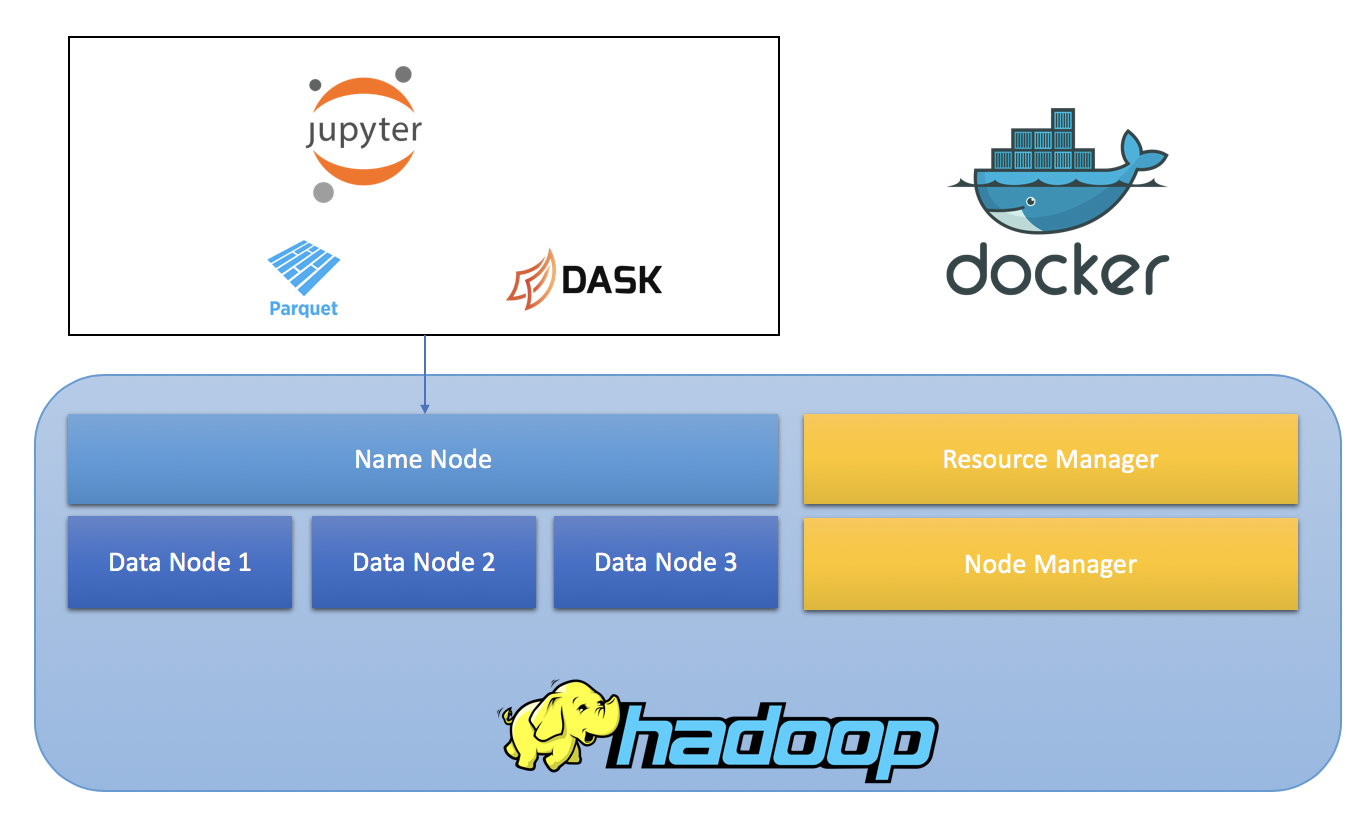 jupyter
Parquet
DASK
docker
Name Node
Resource Manager
Data Node 1
Data Node 2
Data Node 3
Node Manager
hadoop